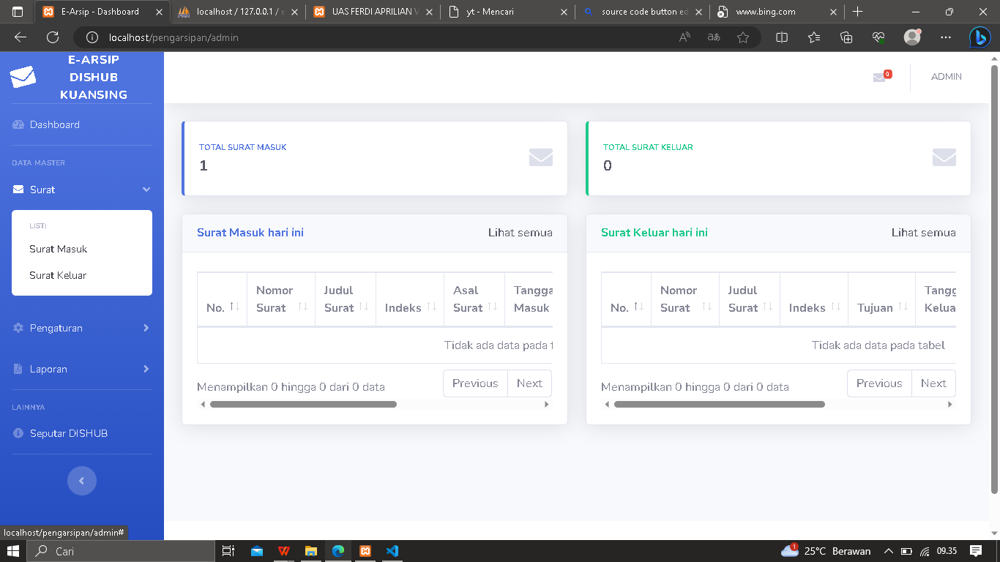 E-Arsip - Dashboard
localhost / 127.0.0.1 / e
UAS FERDI APRILIAN V
yt - Mencari
source code button ed
www.bing.com
localhost/pengarsipan/admin
E-ARSIP
DISHUB
KUANSING
0
ADMIN
Dashboard
DATA MASTER
Surat
LIST:
Surat Masuk
Surat Keluar
Pengaturan
Laporan
LAINNYA
Seputar DISHUB
TOTAL SURAT MASUK
1
TOTAL SURAT KELUAR
0
Surat Masuk hari ini
Lihat semua
No.
Nomor Surat
Judul Surat
Indeks
Asal Surat
Tangga Masuk
Tidak ada data pada t
Menampilkan 0 hingga 0 dari 0 data
Previous
Next
Surat Keluar hari ini
Lihat semua
No.
Nomor Surat
Judul Surat
Indeks
Tujuan
Tangg Kelua
Tidak ada data pada tabel
Menampilkan 0 hingga 0 dari 0 data
Previous
Next
localhost/pengarsipan/admin#
Cari
1
25°C Berawan
09.35